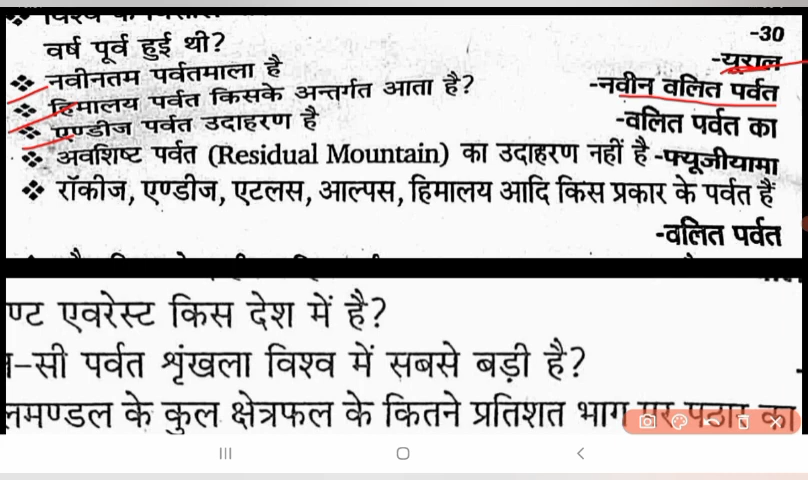 वर्ष पूर्व हुई थी? -30
❖ नवीनतम पर्वतमाला है -यूराल
❖ हिमालय पर्वत किसके अन्तर्गत आता है? -नवीन वलित पर्वत
❖ एण्डीज पर्वत उदाहरण है -वलित पर्वत का
❖ अवशिष्ट पर्वत (Residual Mountain) का उदाहरण नहीं है -फ्यूजीयामा
❖ रॉकीज, एण्डीज, एटलस, आल्पस, हिमालय आदि किस प्रकार के पर्वत हैं
-वलित पर्वत
एवरेस्ट किस देश में है?
-सी पर्वत शृंखला विश्व में सबसे बड़ी है?
के कुल क्षेत्रफल के कितने प्रतिशत भाग पर पठार का